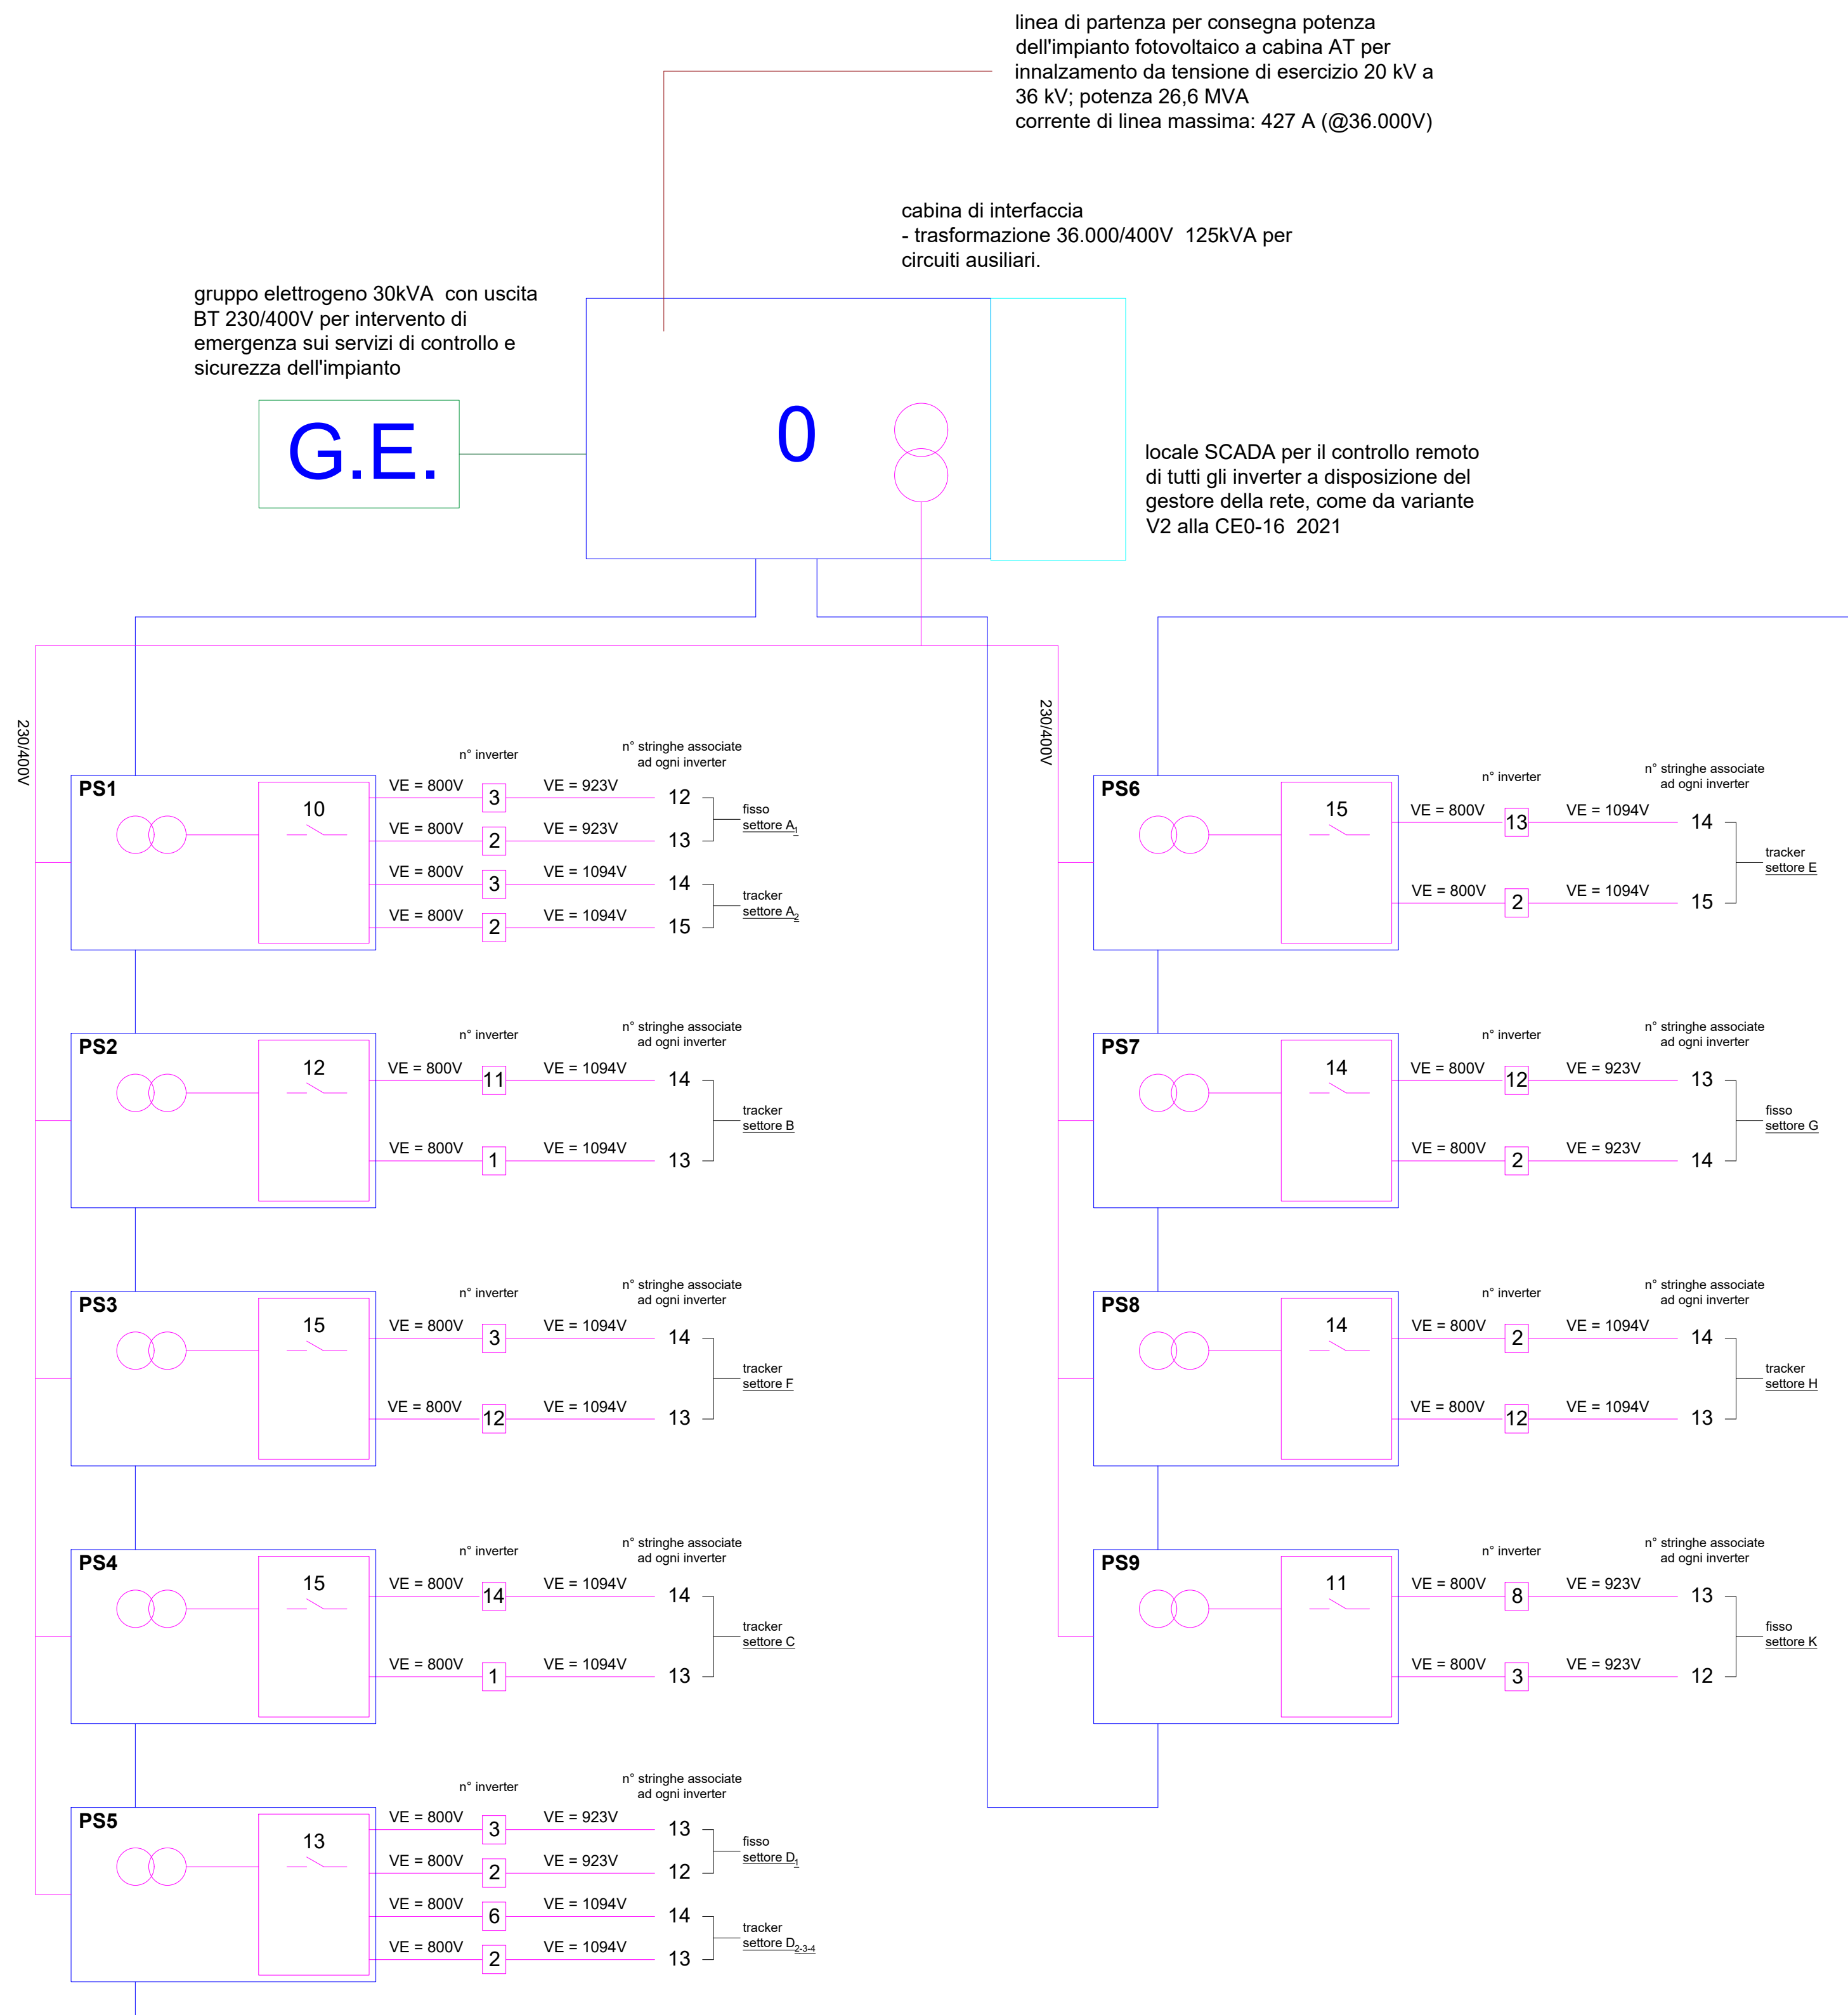 linea di partenza per consegna potenza
dell'impianto fotovoltaico a cabina AT per
innalzamento da tensione di esercizio 20 kV a
36 kV; potenza 26,6 MVA
corrente di linea massima: 427 A (@36.000V)
cabina di interfaccia
- trasformazione 36.000/400V 125kVA per
circuiti ausiliari.
gruppo elettrogeno 30kVA con uscita
BT 230/400V per intervento di
emergenza sui servizi di controllo e
sicurezza dell'impianto
G.E.
0
locale SCADA per il controllo remoto
di tutti gli inverter a disposizione del
gestore della rete, come da variante
V2 alla CE0-16 2021
230/400V
PS1
10
n° inverter
n° stringhe associate
ad ogni inverter
VE = 800V 3 VE = 923V 12
VE = 800V 2 VE = 923V 13
fisso
settore A1
VE = 800V 3 VE = 1094V 14
VE = 800V 2 VE = 1094V 15
tracker
settore A2
PS2
12
n° inverter
n° stringhe associate
ad ogni inverter
VE = 800V 11 VE = 1094V 14
VE = 800V 1 VE = 1094V 13
tracker
settore B
PS3
15
n° inverter
n° stringhe associate
ad ogni inverter
VE = 800V 3 VE = 1094V 14
VE = 800V 12 VE = 1094V 13
tracker
settore F
PS4
15
n° inverter
n° stringhe associate
ad ogni inverter
VE = 800V 14 VE = 1094V 14
VE = 800V 1 VE = 1094V 13
tracker
settore C
PS5
13
n° inverter
n° stringhe associate
ad ogni inverter
VE = 800V 3 VE = 923V 13
VE = 800V 2 VE = 923V 12
fisso
settore D1
VE = 800V 6 VE = 1094V 14
VE = 800V 2 VE = 1094V 13
tracker
settore D2-3-4
230/400V
PS6
15
n° inverter
n° stringhe associate
ad ogni inverter
VE = 800V 13 VE = 1094V 14
VE = 800V 2 VE = 1094V 15
tracker
settore E
PS7
14
n° inverter
n° stringhe associate
ad ogni inverter
VE = 800V 12 VE = 923V 13
VE = 800V 2 VE = 923V 14
fisso
settore G
PS8
14
n° inverter
n° stringhe associate
ad ogni inverter
VE = 800V 2 VE = 1094V 14
VE = 800V 12 VE = 1094V 13
tracker
settore H
PS9
11
n° inverter
n° stringhe associate
ad ogni inverter
VE = 800V 8 VE = 923V 13
VE = 800V 3 VE = 923V 12
fisso
settore K